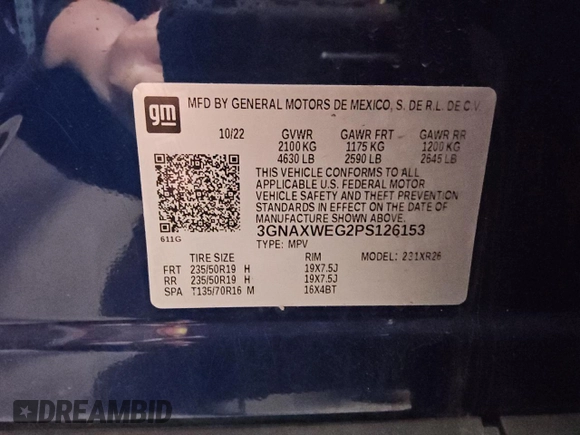 gm
MFD BY GENERAL MOTORS DE MEXICO, S. DE R.L. DE C.V.
10/22 GVWR GAWR FRT GAWR RR
2100 KG 1175 KG 1200 KG
4630 LB 2590 LB 2645 LB
THIS VEHICLE CONFORMS TO ALL
APPLICABLE U.S. FEDERAL MOTOR
VEHICLE SAFETY AND THEFT PREVENTION
STANDARDS IN EFFECT ON THE DATE OF
MANUFACTURE SHOWN ABOVE.
611G
3GNAXWEG2PS126153
TYPE: MPV MODEL: 231XR26
TIRE SIZE RIM
FRT 235/50R19 H 19X7.5J
RR 235/50R19 H 19X7.5J
SPA T135/70R16 M 16X4BT
DREAMBID